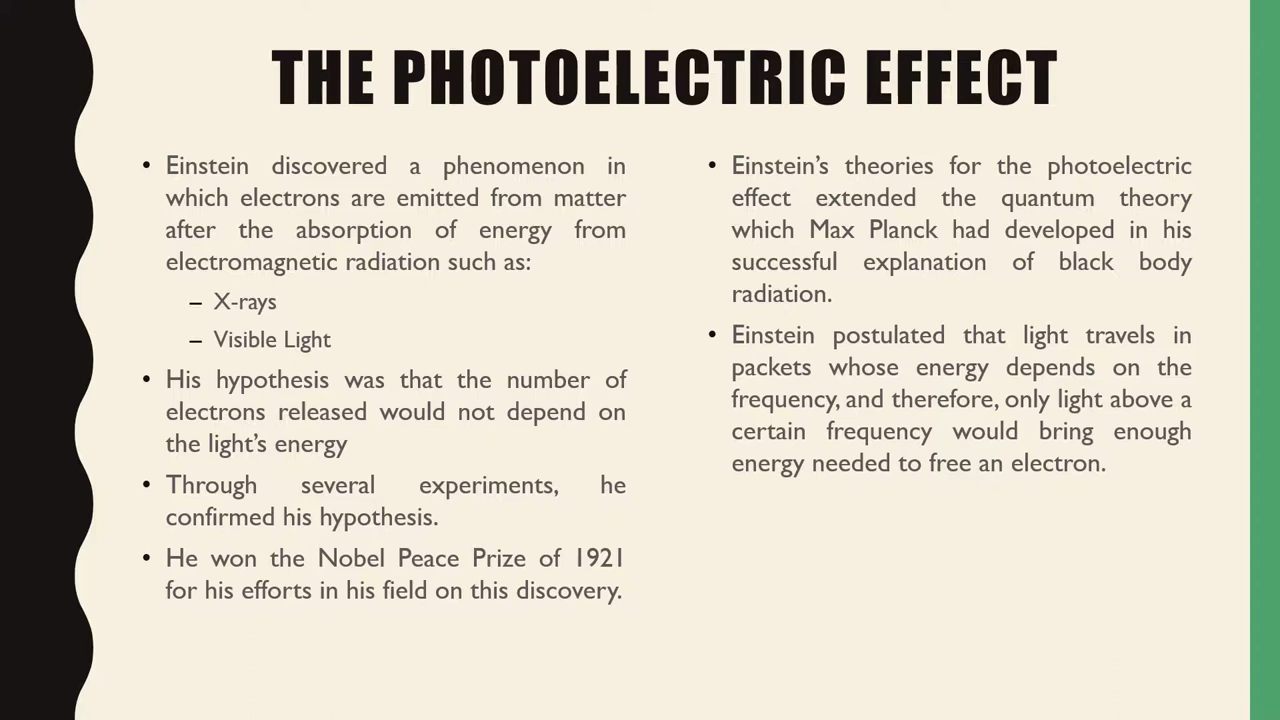 THE PHOTOELECTRIC EFFECT
• Einstein discovered a phenomenon in
which electrons are emitted from matter
after the absorption of energy from
electromagnetic radiation such as:
– X-rays
– Visible Light
• His hypothesis was that the number of
electrons released would not depend on
the light’s energy
• Through several experiments, he
confirmed his hypothesis.
• He won the Nobel Peace Prize of 1921
for his efforts in his field on this discovery.
• Einstein’s theories for the photoelectric
effect extended the quantum theory
which Max Planck had developed in his
successful explanation of black body
radiation.
• Einstein postulated that light travels in
packets whose energy depends on the
frequency, and therefore, only light above a
certain frequency would bring enough
energy needed to free an electron.